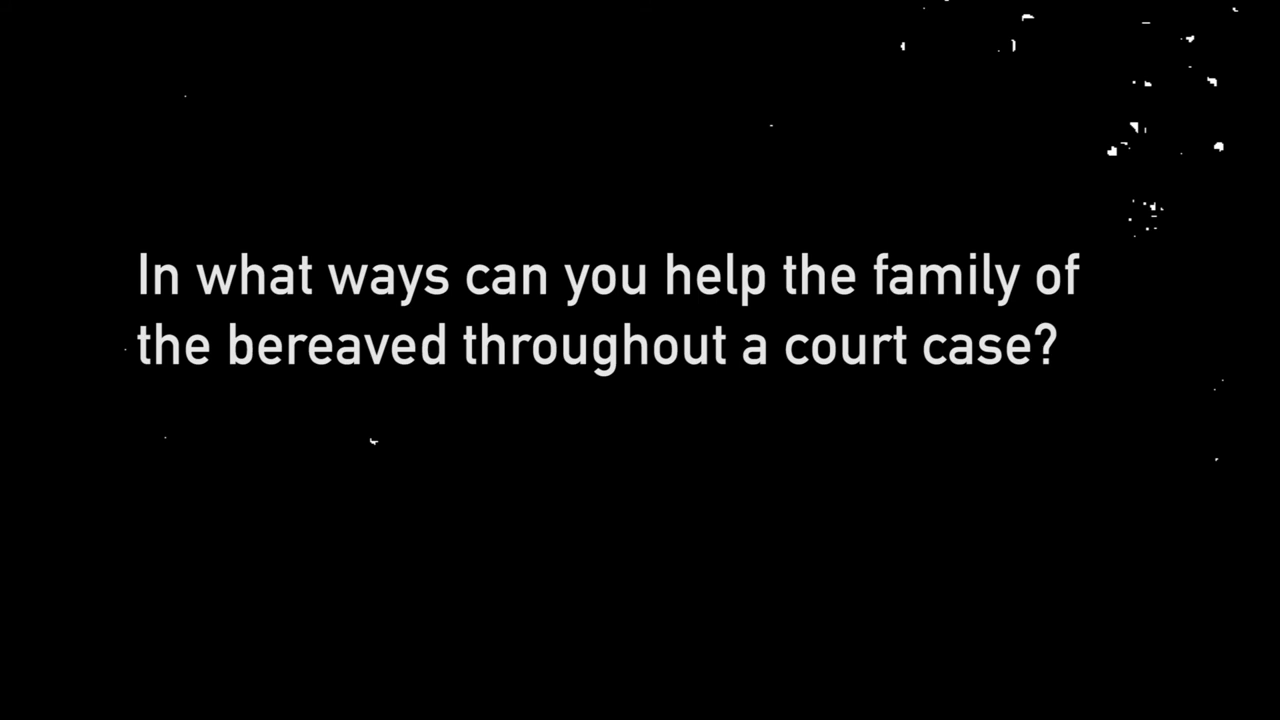 In what ways can you help the family of
the bereaved throughout a court case?